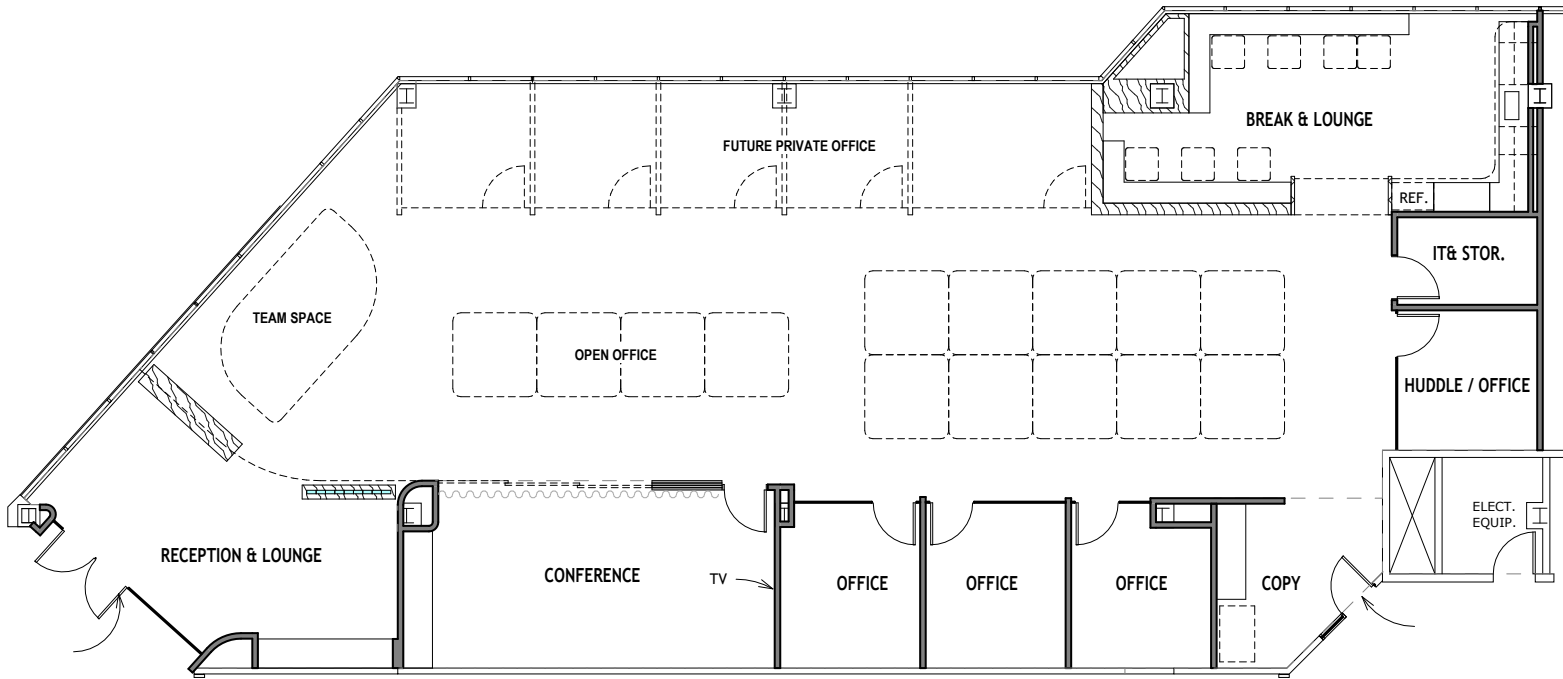 BREAK & LOUNGE
FUTURE PRIVATE OFFICE
REF.
IT& STOR.
TEAM SPACE
OPEN OFFICE
HUDDLE / OFFICE
ELECT.
EQUIP.
RECEPTION & LOUNGE
CONFERENCE
TV
OFFICE
OFFICE
OFFICE
COPY